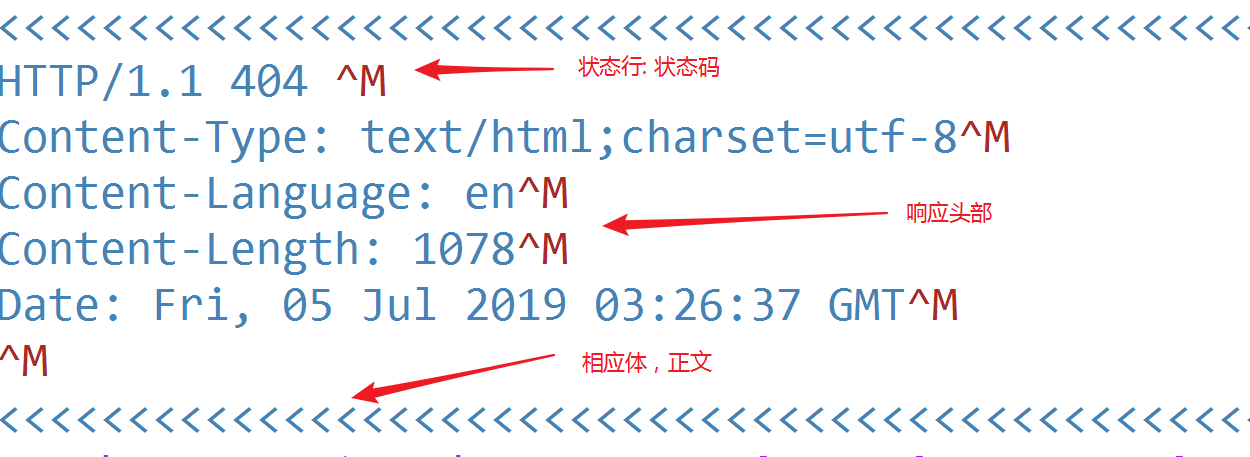 <<<<<<<<<<<<<<<<<<<<<<<<<<<<<<<<<<<<<<<<<<<<<<<<
HTTP/1.1 404 ^M
状态行: 状态码
Content-Type: text/html;charset=utf-8^M
Content-Language: en^M
响应头部
Content-Length: 1078^M
Date: Fri, 05 Jul 2019 03:26:37 GMT^M
^M
相应体，正文
<<<<<<<<<<<<<<<<<<<<<<<<<<<<<<<<<<<<<<<<<<<<<<<<